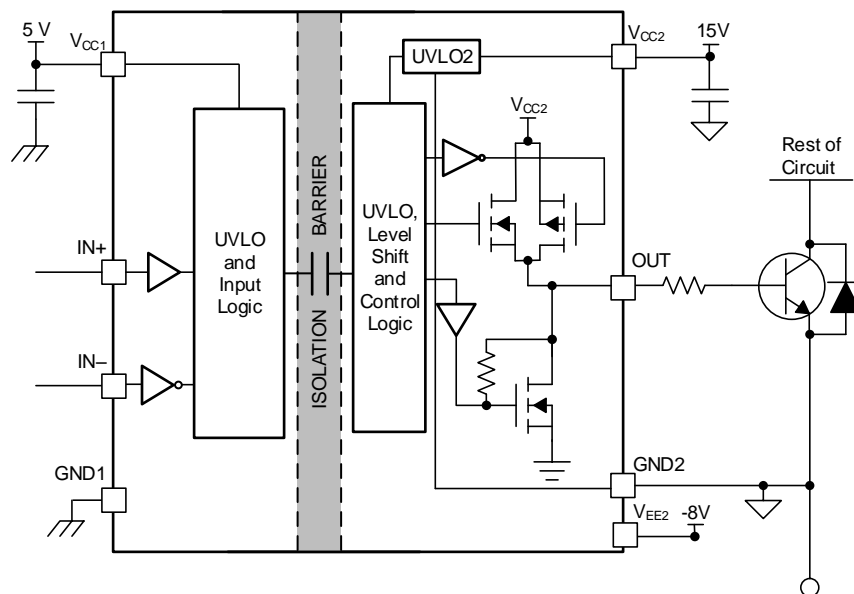 5 V
VCC1
UVLO2
VCC2
15V
VCC2
Rest of
Circuit
IN+
UVLO
and
Input
Logic
ISOLATION BARRIER
UVLO,
Level
Shift
and
Control
Logic
OUT
IN–
GND1
GND2
VEE2
-8V